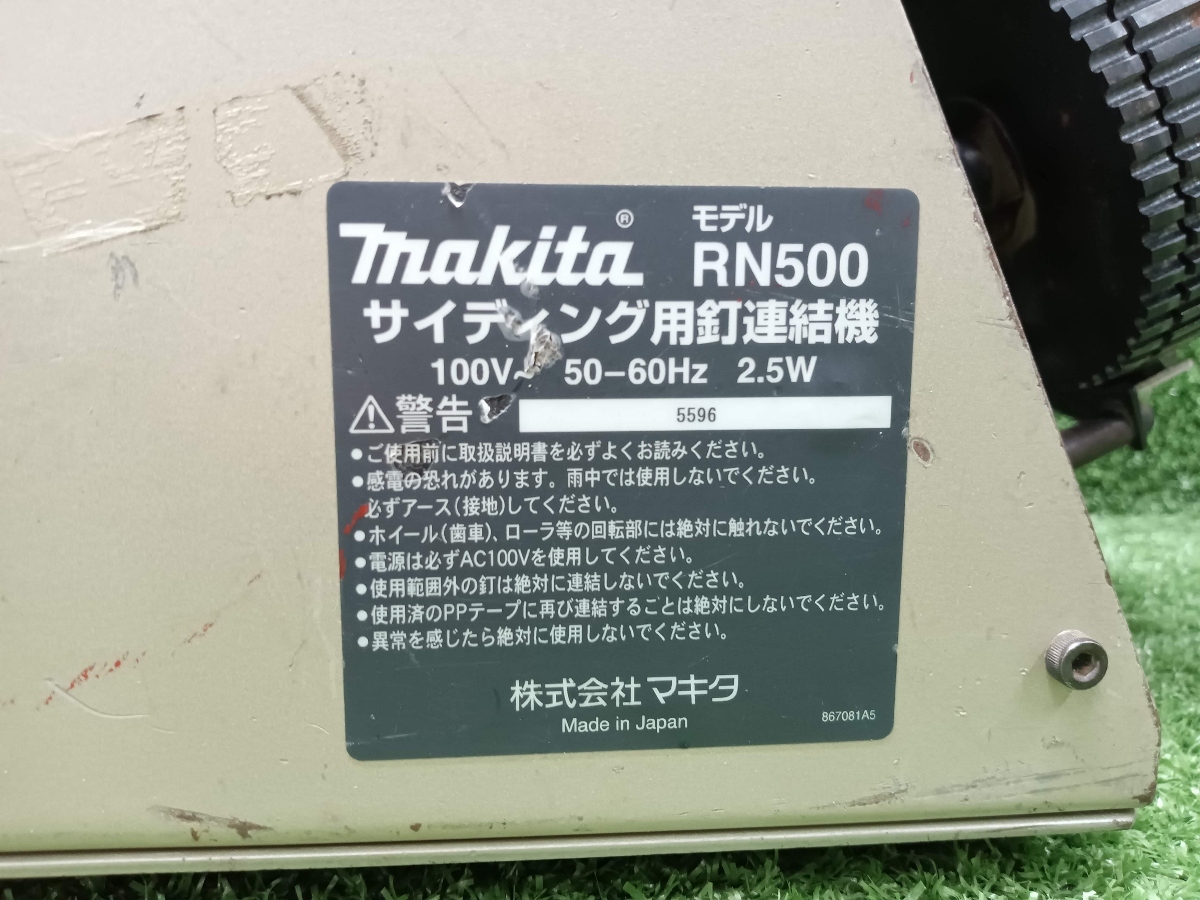 makita® モデル
RN500
サイディング用釘連結機
100V~ 50-60Hz 2.5W
⚠警告 5596
●ご使用前に取扱説明書を必ずよくお読みください。
●感電の恐れがあります。雨中では使用しないでください。
必ずアース(接地)してください。
●ホイール(歯車)、ローラ等の回転部には絶対に触れないでください。
●電源は必ずAC100Vを使用してください。
●使用範囲外の釘は絶対に連結しないでください。
●使用済のPPテープに再び連結することは絶対にしないでください。
●異常を感じたら絶対に使用しないでください。
株式会社マキタ
Made in Japan 867081A5